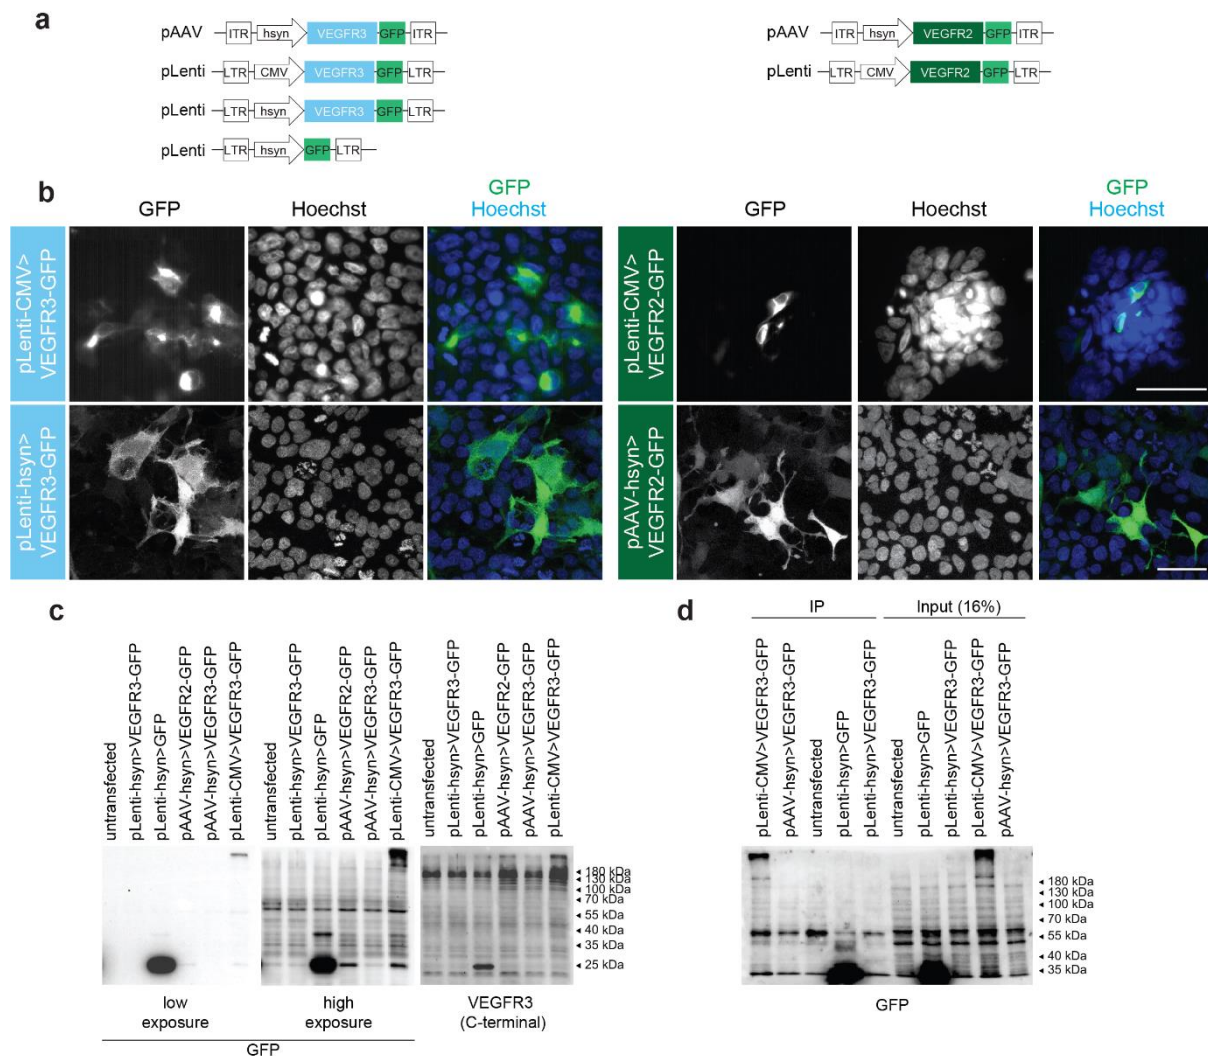 a
pAAV ITR hsyn VEGFR3 GFP ITR
pLenti LTR CMV VEGFR3 GFP LTR
pLenti LTR hsyn VEGFR3 GFP LTR
pLenti LTR hsyn GFP LTR
pAAV ITR hsyn VEGFR2 GFP ITR
pLenti LTR CMV VEGFR2 GFP LTR
b
GFP
Hoechst
GFP
Hoechst
GFP
Hoechst
GFP
Hoechst
pLenti-CMV>
VEGFR3-GFP
pLenti-CMV>
VEGFR2-GFP
pLenti-hsyn>
VEGFR3-GFP
pAAV-hsyn>
VEGFR2-GFP
c
untransfected
pLenti-hsyn>VEGFR3-GFP
pLenti-hsyn>GFP
pAAV-hsyn>VEGFR2-GFP
pAAV-hsyn>VEGFR3-GFP
pLenti-CMV>VEGFR3-GFP
untransfected
pLenti-hsyn>VEGFR3-GFP
pLenti-hsyn>GFP
pAAV-hsyn>VEGFR2-GFP
pAAV-hsyn>VEGFR3-GFP
pLenti-CMV>VEGFR3-GFP
untransfected
pLenti-hsyn>VEGFR3-GFP
pLenti-hsyn>GFP
pAAV-hsyn>VEGFR2-GFP
pAAV-hsyn>VEGFR3-GFP
pLenti-CMV>VEGFR3-GFP
180 kDa
130 kDa
100 kDa
70 kDa
55 kDa
40 kDa
35 kDa
25 kDa
low
exposure
high
exposure
VEGFR3
(C-terminal)
GFP
d
IP
Input (16%)
pLenti-CMV>VEGFR3-GFP
pAAV-hsyn>VEGFR3-GFP
untransfected
pLenti-hsyn>GFP
pLenti-hsyn>VEGFR3-GFP
untransfected
pLenti-hsyn>GFP
pLenti-hsyn>VEGFR3-GFP
pLenti-CMV>VEGFR3-GFP
pAAV-hsyn>VEGFR3-GFP
180 kDa
130 kDa
100 kDa
70 kDa
55 kDa
40 kDa
35 kDa
GFP